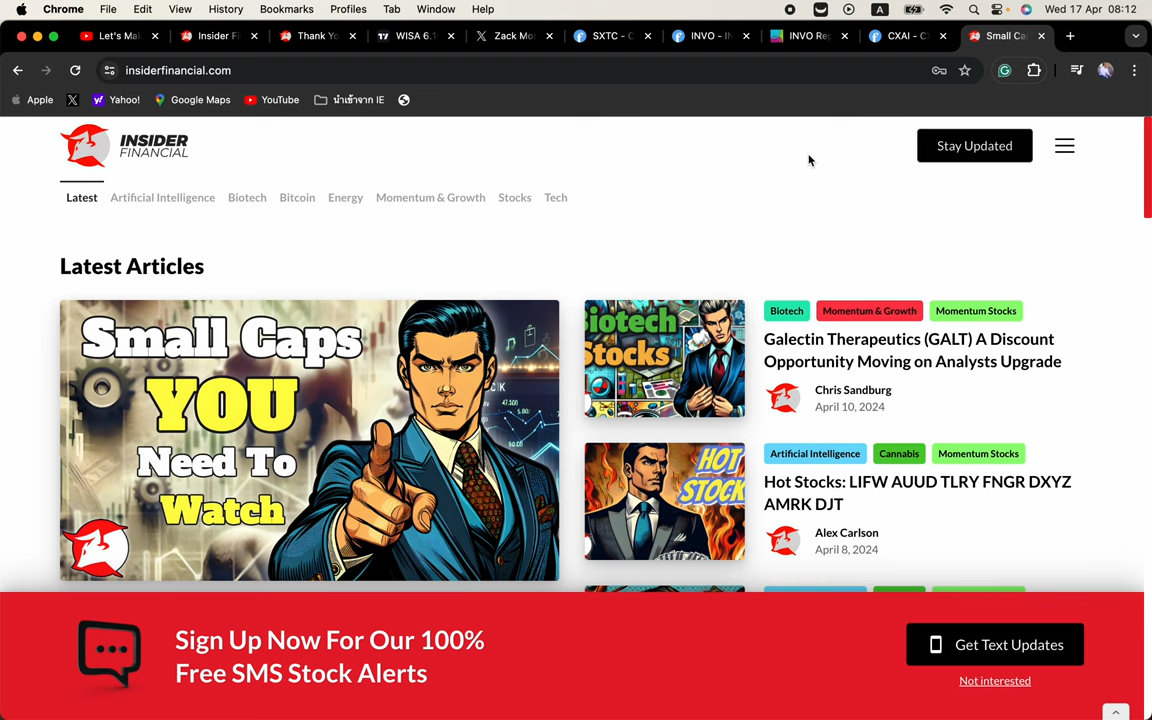 Chrome File Edit View History Bookmarks Profiles Tab Window Help A Wed 17 Apr 08:12
Let's Ma Insider Fi Thank Yo WISA 6.1 Zack Mo SXTC - C INVO - IN INVO Rep CXAI - C Small Ca
insiderfinancial.com
Apple Yahoo! Google Maps YouTube นำเข้าจาก IE
INSIDER
FINANCIAL
Stay Updated
Latest Artificial Intelligence Biotech Bitcoin Energy Momentum & Growth Stocks Tech
Latest Articles
Small Caps
YOU
Need To
Watch
Biotech
Stocks
Biotech Momentum & Growth Momentum Stocks
Galectin Therapeutics (GALT) A Discount
Opportunity Moving on Analysts Upgrade
Chris Sandburg
April 10, 2024
HOT
STOCK
Artificial Intelligence Cannabis Momentum Stocks
Hot Stocks: LIFW AUUD TLRY FNGR DXYZ
AMRK DJT
Alex Carlson
April 8, 2024
Sign Up Now For Our 100%
Free SMS Stock Alerts
Get Text Updates
Not interested